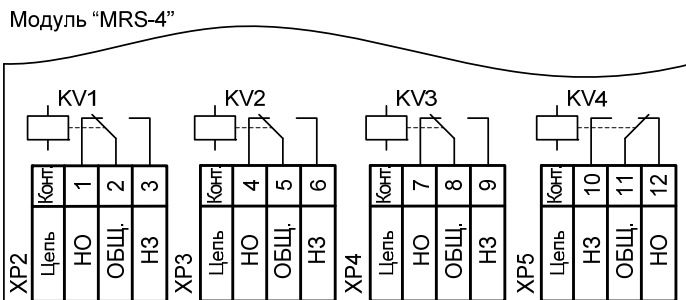 Модуль “MRS-4”
KV1 KV2 KV3 KV4
XP2 Конт. 1 2 3
Цепь НО ОБЩ. НЗ
XP3 Конт. 4 5 6
Цепь НО ОБЩ. НЗ
XP4 Конт. 7 8 9
Цепь НО ОБЩ. НЗ
XP5 Конт. 10 11 12
Цепь НЗ ОБЩ. НО